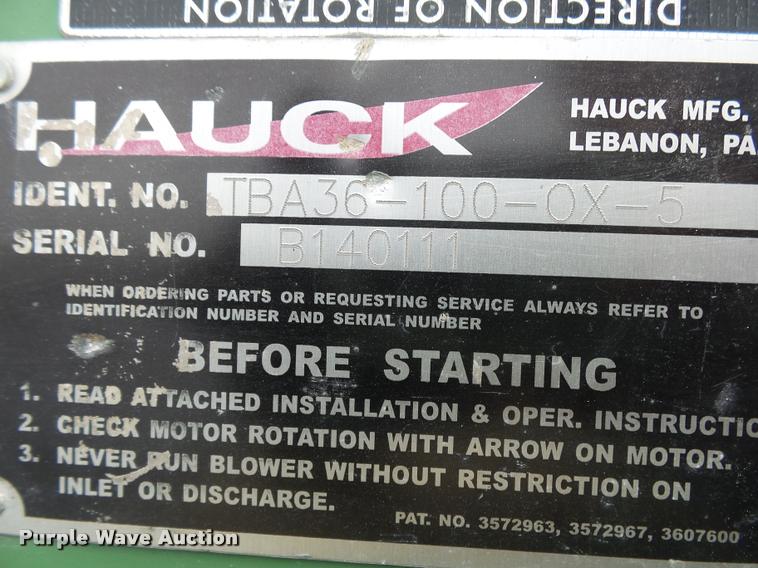 DIRECTION OF ROTATION
HAUCK
HAUCK MFG.
LEBANON, PA
IDENT. NO. TBA36-100-OX-5
SERIAL NO. B140111
WHEN ORDERING PARTS OR REQUESTING SERVICE ALWAYS REFER TO
IDENTIFICATION NUMBER AND SERIAL NUMBER
BEFORE STARTING
1. READ ATTACHED INSTALLATION & OPER. INSTRUCTIO
2. CHECK MOTOR ROTATION WITH ARROW ON MOTOR.
3. NEVER RUN BLOWER WITHOUT RESTRICTION ON
INLET OR DISCHARGE.
PAT. NO. 3572963, 3572967, 3607600
Purple Wave Auction